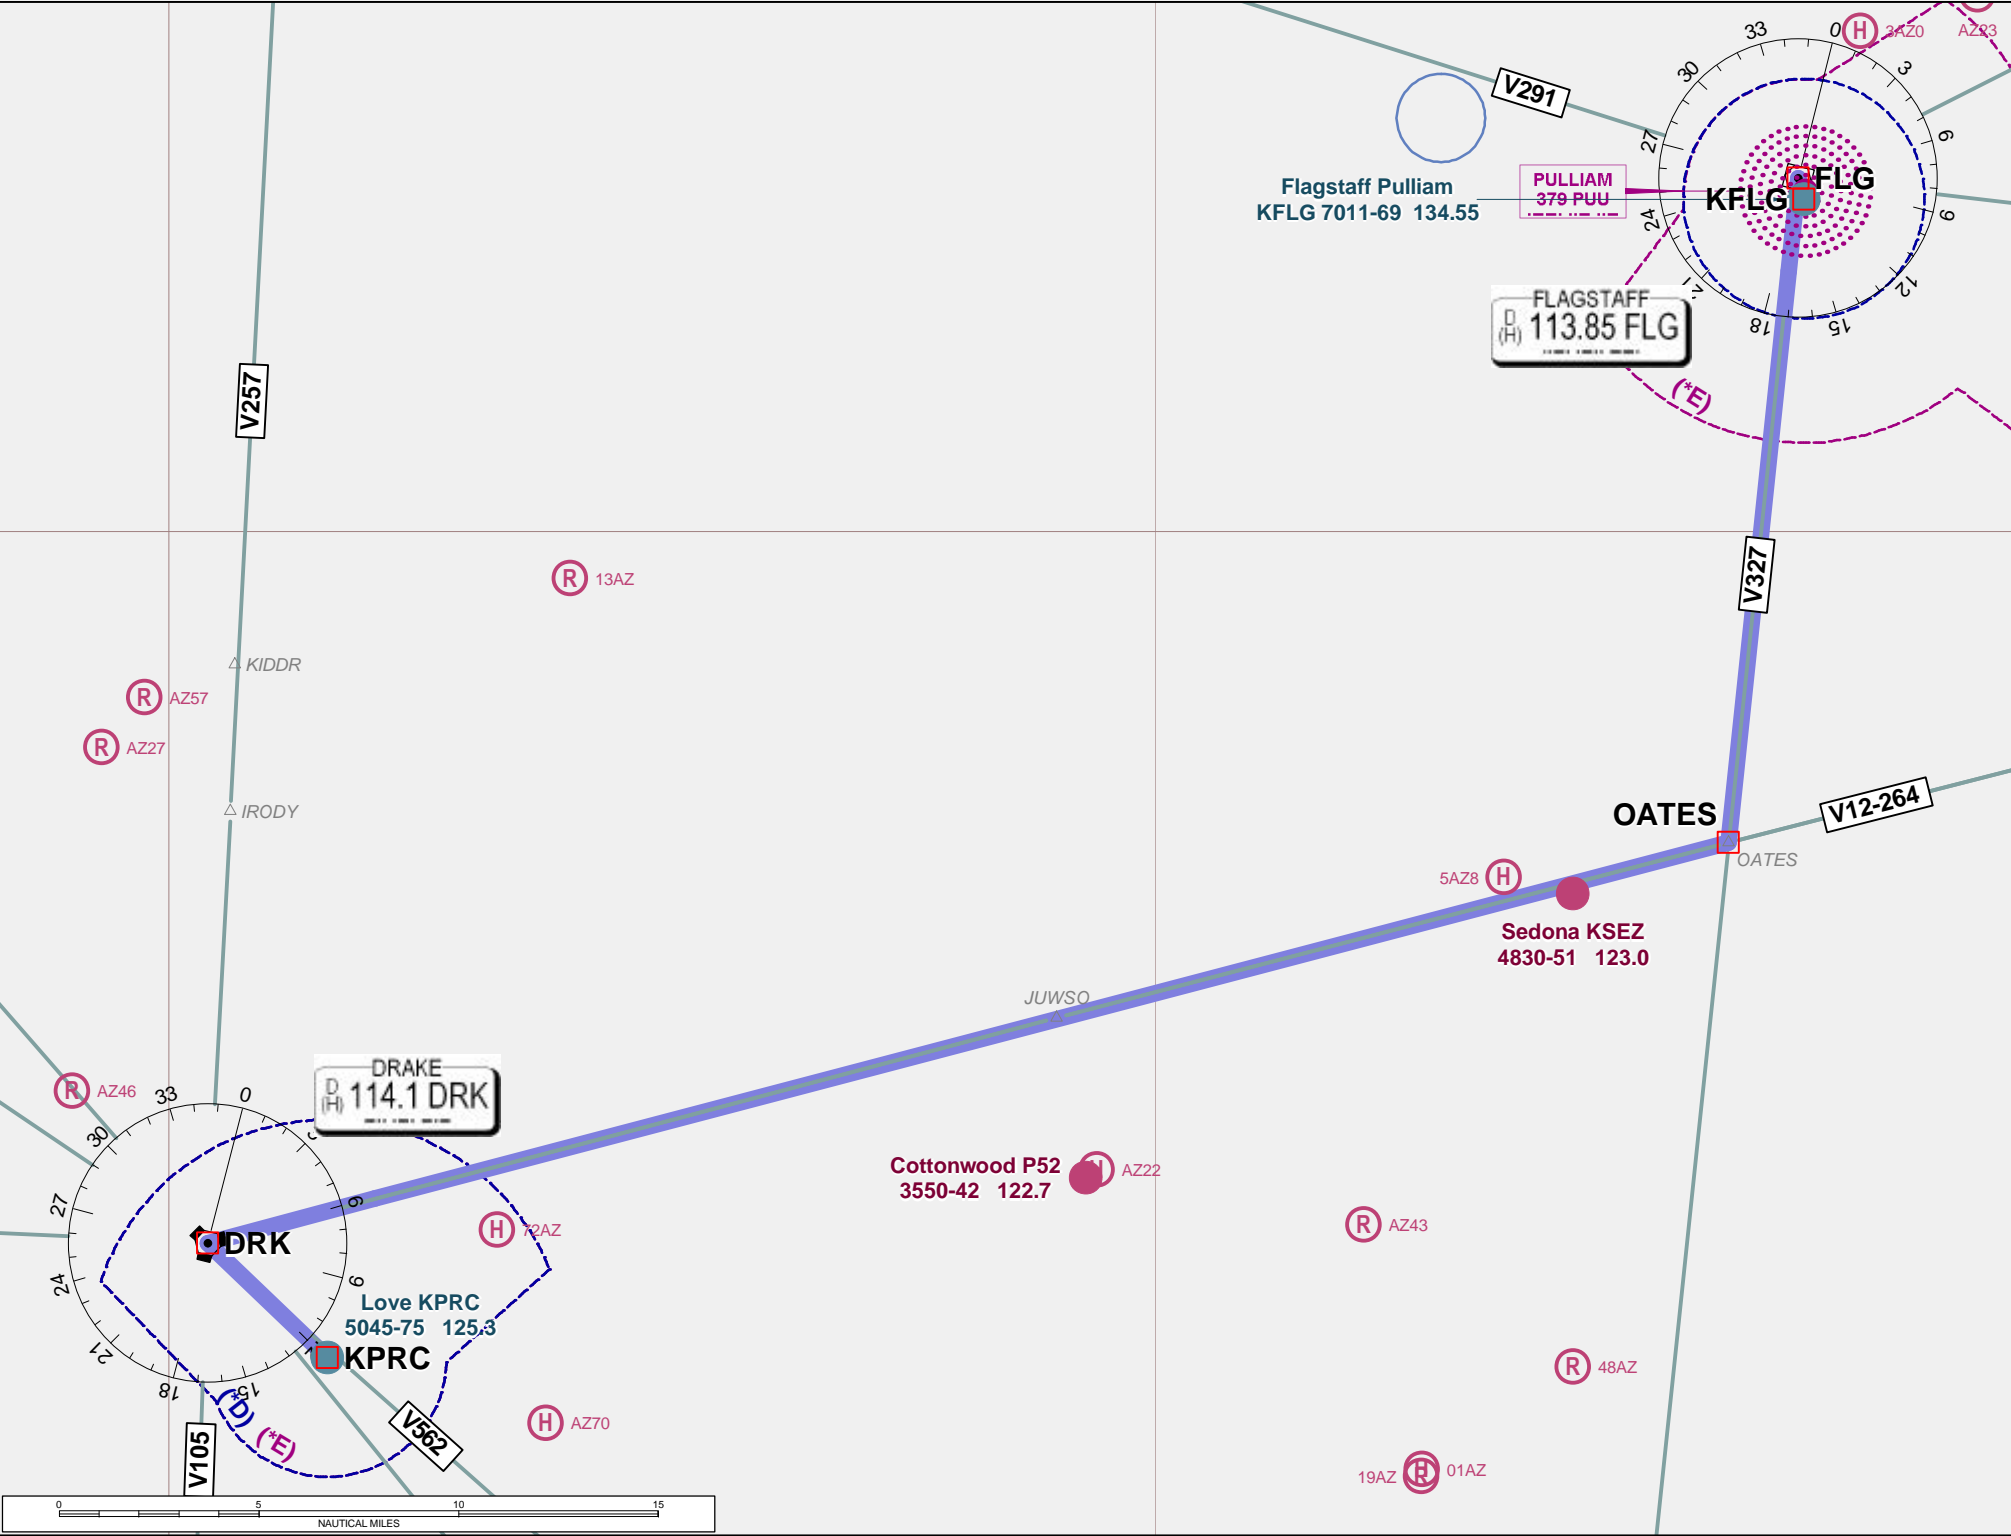 33
0
3AZ0
AZ23
3
30
V291
6
27
Flagstaff Pulliam
KFLG 7011-69 134.55
PULLIAM
379 PUU
FLG
KFLG
24
9
21
12
18
15
FLAGSTAFF
D
(H)
113.85 FLG
(*E)
V257
V327
R
13AZ
KIDDR
R
AZ57
R
AZ27
IRODY
OATES
V12-264
OATES
5AZ8
H
Sedona KSEZ
4830-51 123.0
JUWSO
R
AZ46
33
0
DRAKE
D
(H)
114.1 DRK
30
Cottonwood P52
3550-42 122.7
AZ22
27
6
H
72AZ
R
AZ43
DRK
24
9
Love KPRC
5045-75 125.3
KPRC
21
R
48AZ
18
15
(*D)
(*E)
V562
H
AZ70
V105
19AZ
R
01AZ
0
5
10
15
NAUTICAL MILES